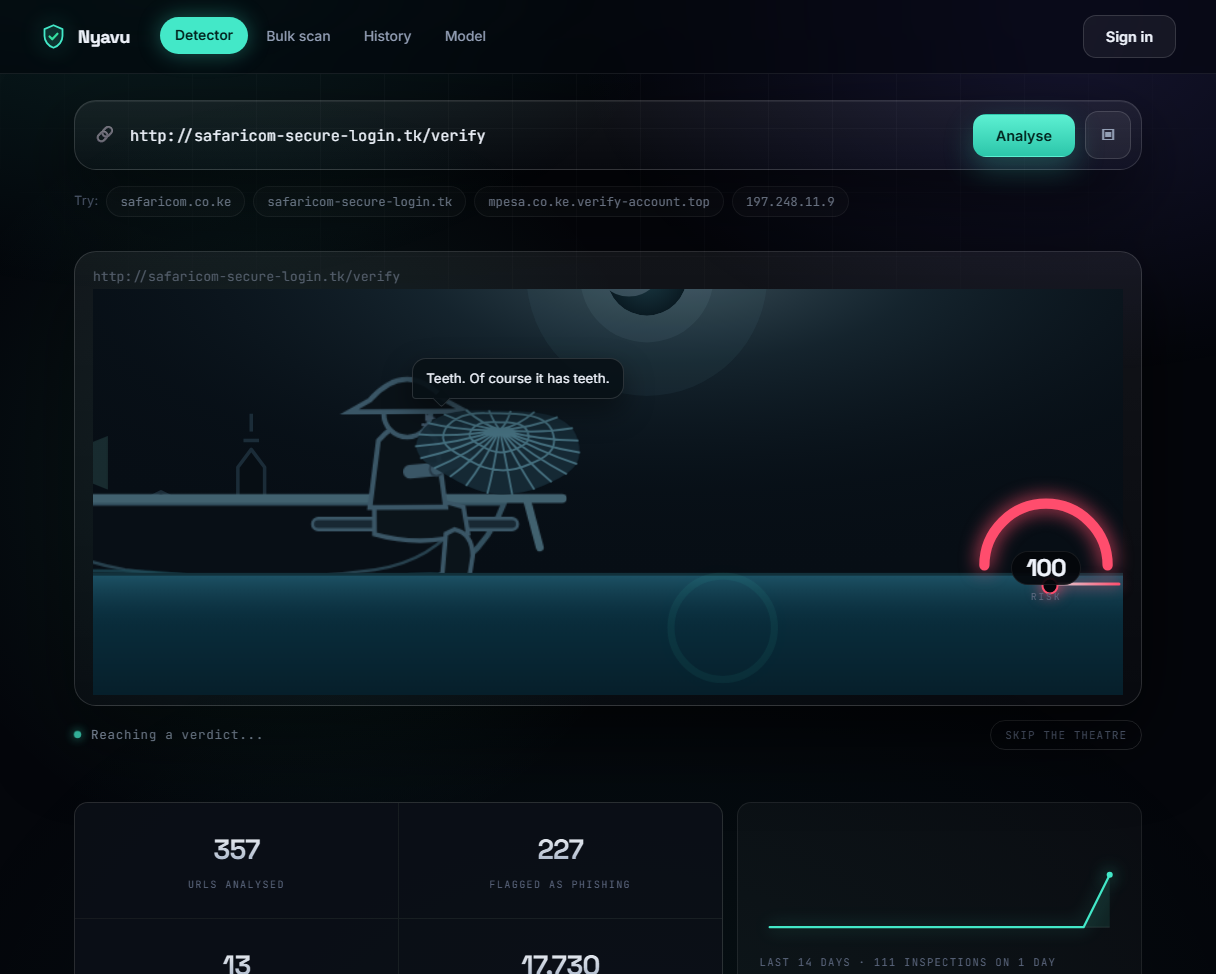 Nyavu
Detector
Bulk scan
History
Model
Sign in
http://safaricom-secure-login.tk/verify
Analyse
Try:
safaricom.co.ke
safaricom-secure-login.tk
mpesa.co.ke.verify-account.top
197.248.11.9
http://safaricom-secure-login.tk/verify
Teeth. Of course it has teeth.
100
RISK
Reaching a verdict...
SKIP THE THEATRE
357
URLS ANALYSED
227
FLAGGED AS PHISHING
13
17,730
LAST 14 DAYS · 111 INSPECTIONS ON 1 DAY